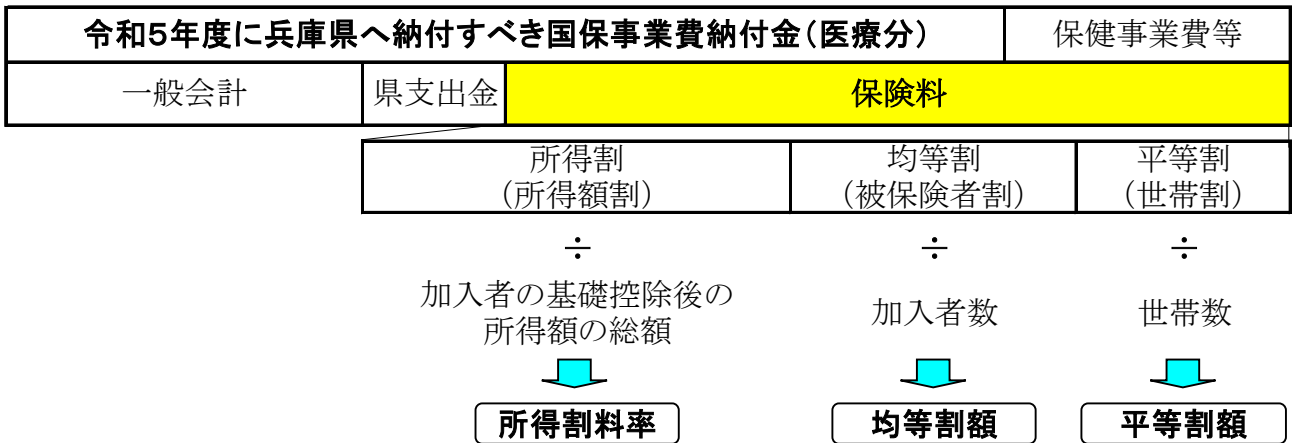 令和5年度に兵庫県へ納付すべき国保事業費納付金(医療分) 保健事業費等
一般会計 県支出金 保険料
所得割 均等割 平等割
(所得額割) (被保険者割) (世帯割)
÷ ÷ ÷
加入者の基礎控除後の
所得額の総額 加入者数 世帯数
所得割料率 均等割額 平等割額